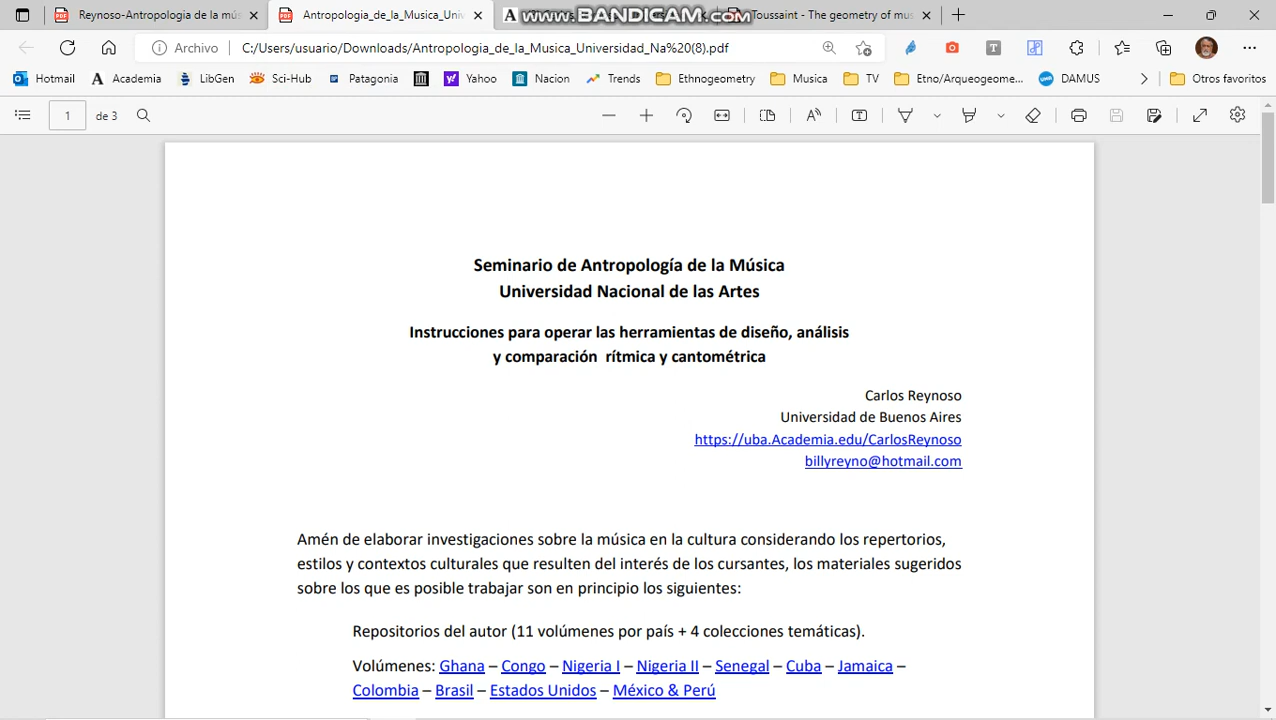 Reynoso-Antropologia de la mú
Antropologia_de_la_Musica_Univ
www.BANDICAM.com
Toussaint - The geometry of mus
Archivo
C:/Users/usuario/Downloads/Antropologia_de_la_Musica_Universidad_Na%20(8).pdf
Hotmail
Academia
LibGen
Sci-Hub
Patagonia
Yahoo
Nacion
Trends
Ethnogeometry
Musica
TV
Etno/Arqueogeome...
DAMUS
Otros favoritos
1 de 3
Seminario de Antropología de la Música
Universidad Nacional de las Artes
Instrucciones para operar las herramientas de diseño, análisis
y comparación rítmica y cantométrica
Carlos Reynoso
Universidad de Buenos Aires
https://uba.Academia.edu/CarlosReynoso
billyreyno@hotmail.com
Amén de elaborar investigaciones sobre la música en la cultura considerando los repertorios,
estilos y contextos culturales que resulten del interés de los cursantes, los materiales sugeridos
sobre los que es posible trabajar son en principio los siguientes:
Repositorios del autor (11 volúmenes por país + 4 colecciones temáticas).
Volúmenes: Ghana – Congo – Nigeria I – Nigeria II – Senegal – Cuba – Jamaica –
Colombia – Brasil – Estados Unidos – México & Perú